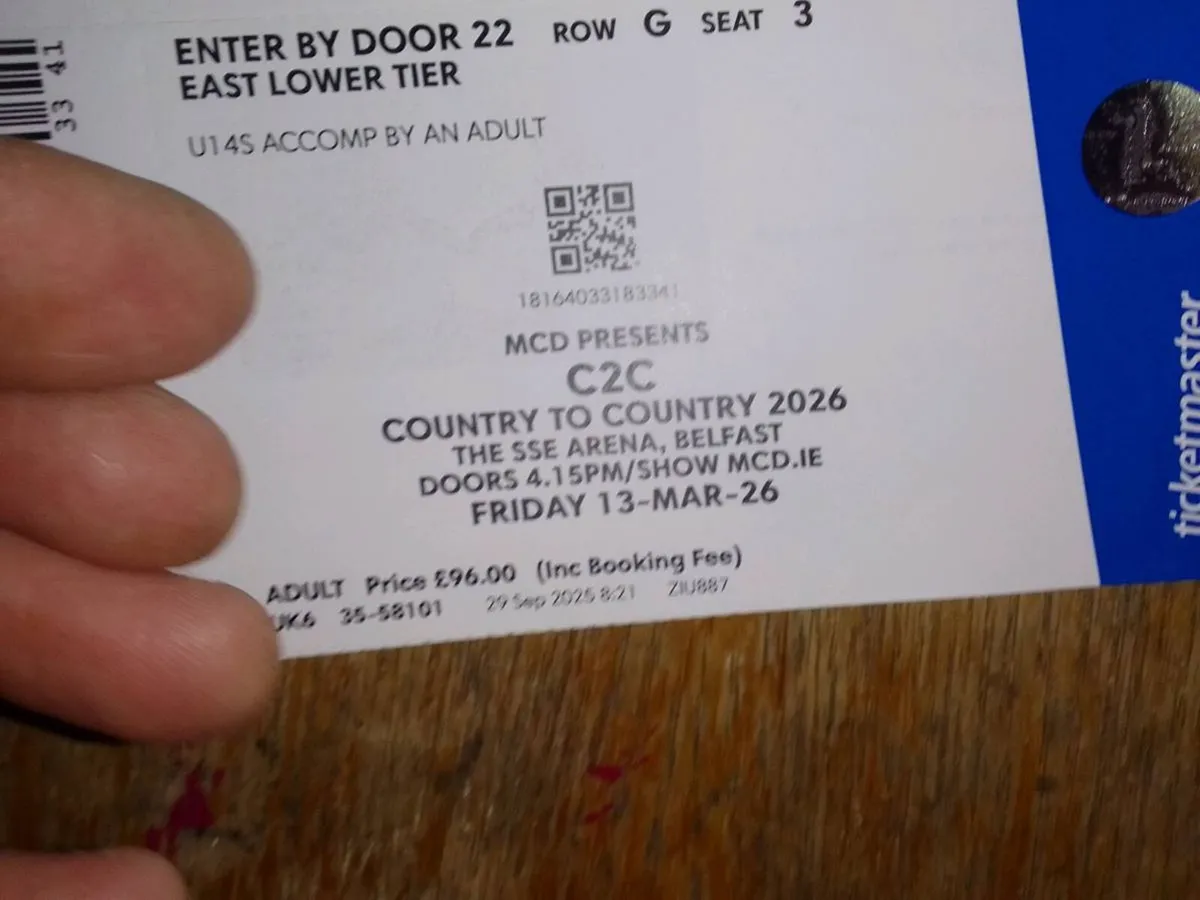 ENTER BY DOOR 22 ROW G SEAT 3
EAST LOWER TIER
U14S ACCOMP BY AN ADULT
33 41
18164033183341
MCD PRESENTS
C2C
COUNTRY TO COUNTRY 2026
THE SSE ARENA, BELFAST
DOORS 4.15PM/SHOW MCD.IE
FRIDAY 13-MAR-26
ADULT Price £96.00 (Inc Booking Fee)
UK6 35-58101 29 Sep 2025 8:21 ZIU887
ticketmaster